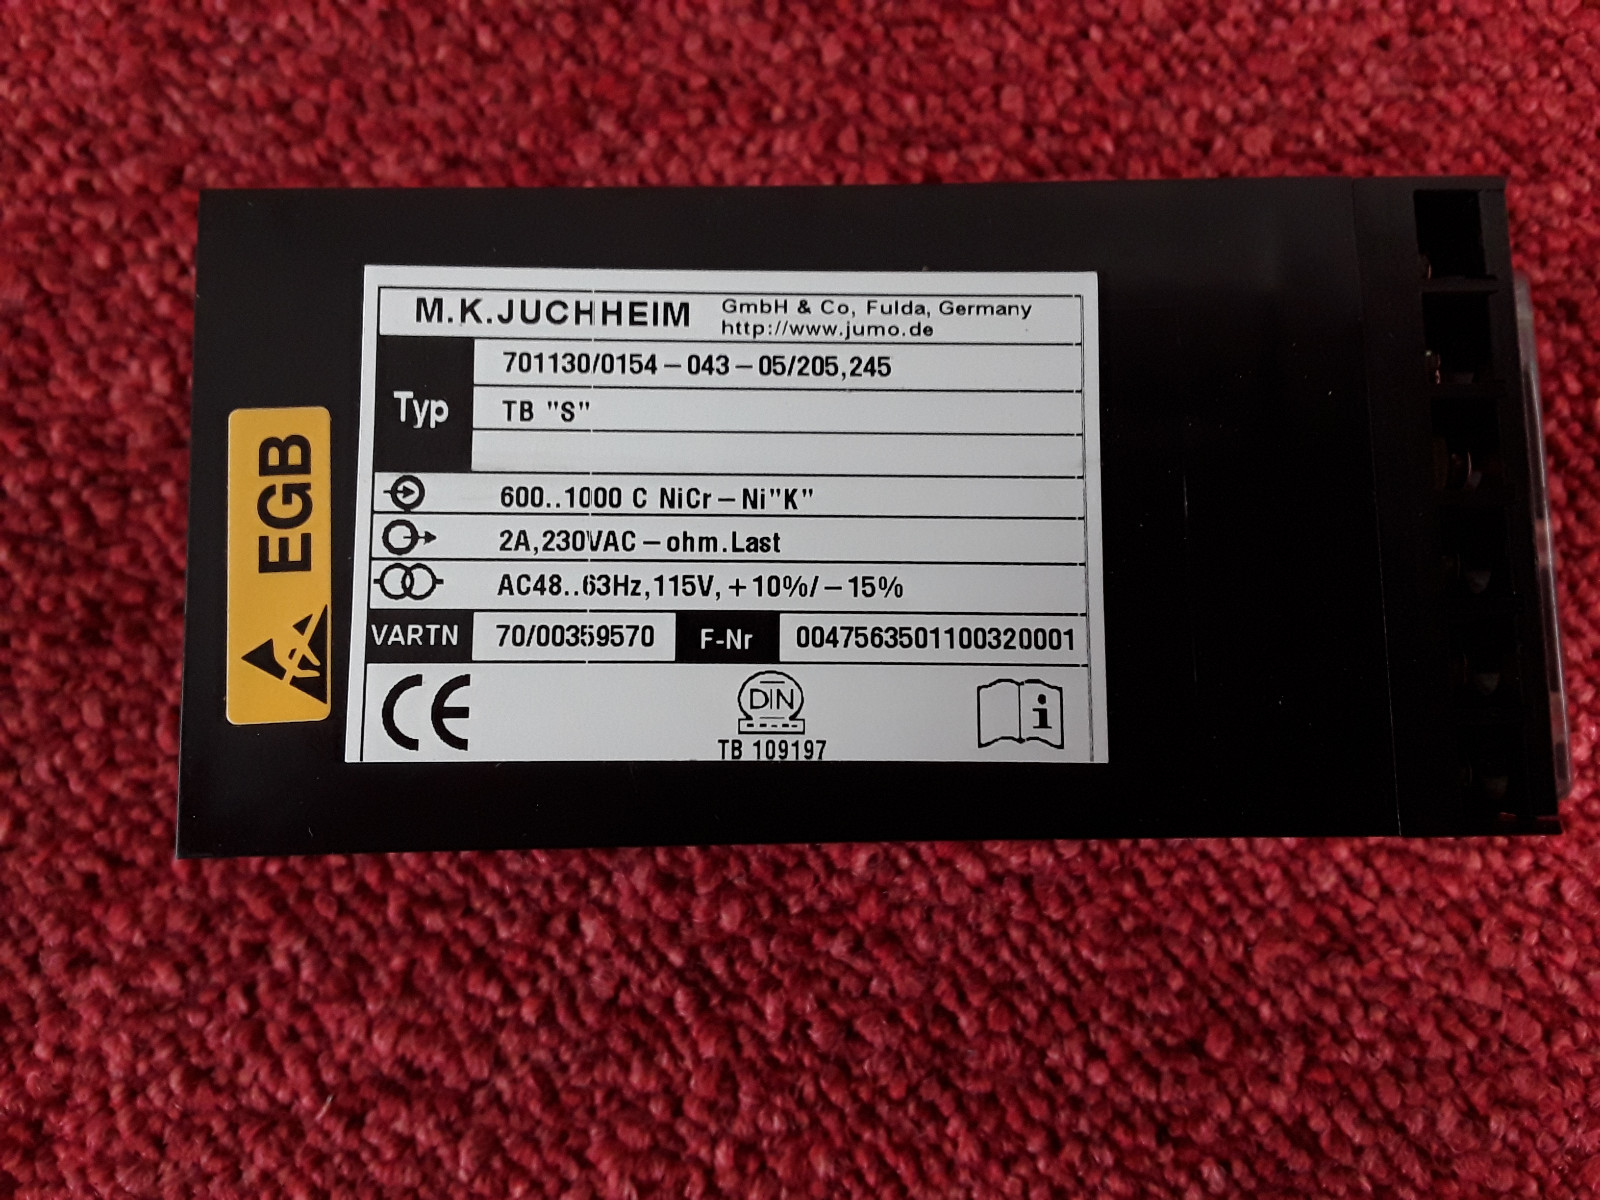 M.K.JUCHHEIM GmbH & Co, Fulda, Germany
http://www.jumo.de
Typ
701130/0154-043-05/205,245
TB "S"
600..1000 C NiCr-Ni"K"
2A,230VAC-ohm.Last
AC48..63Hz,115V,+10%/-15%
VARTN 70/00359570 F-Nr 0047563501100320001
CE DIN i
TB 109197
EGB